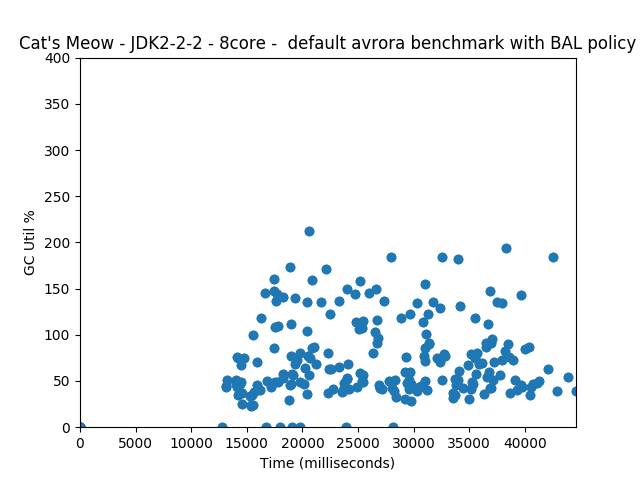 Cat's Meow - JDK2-2-2 - 8core -  default avrora benchmark with BAL policy
400
350
300
250
200
150
100
50
0
GC Util %
0 5000 10000 15000 20000 25000 30000 35000 40000
Time (milliseconds)